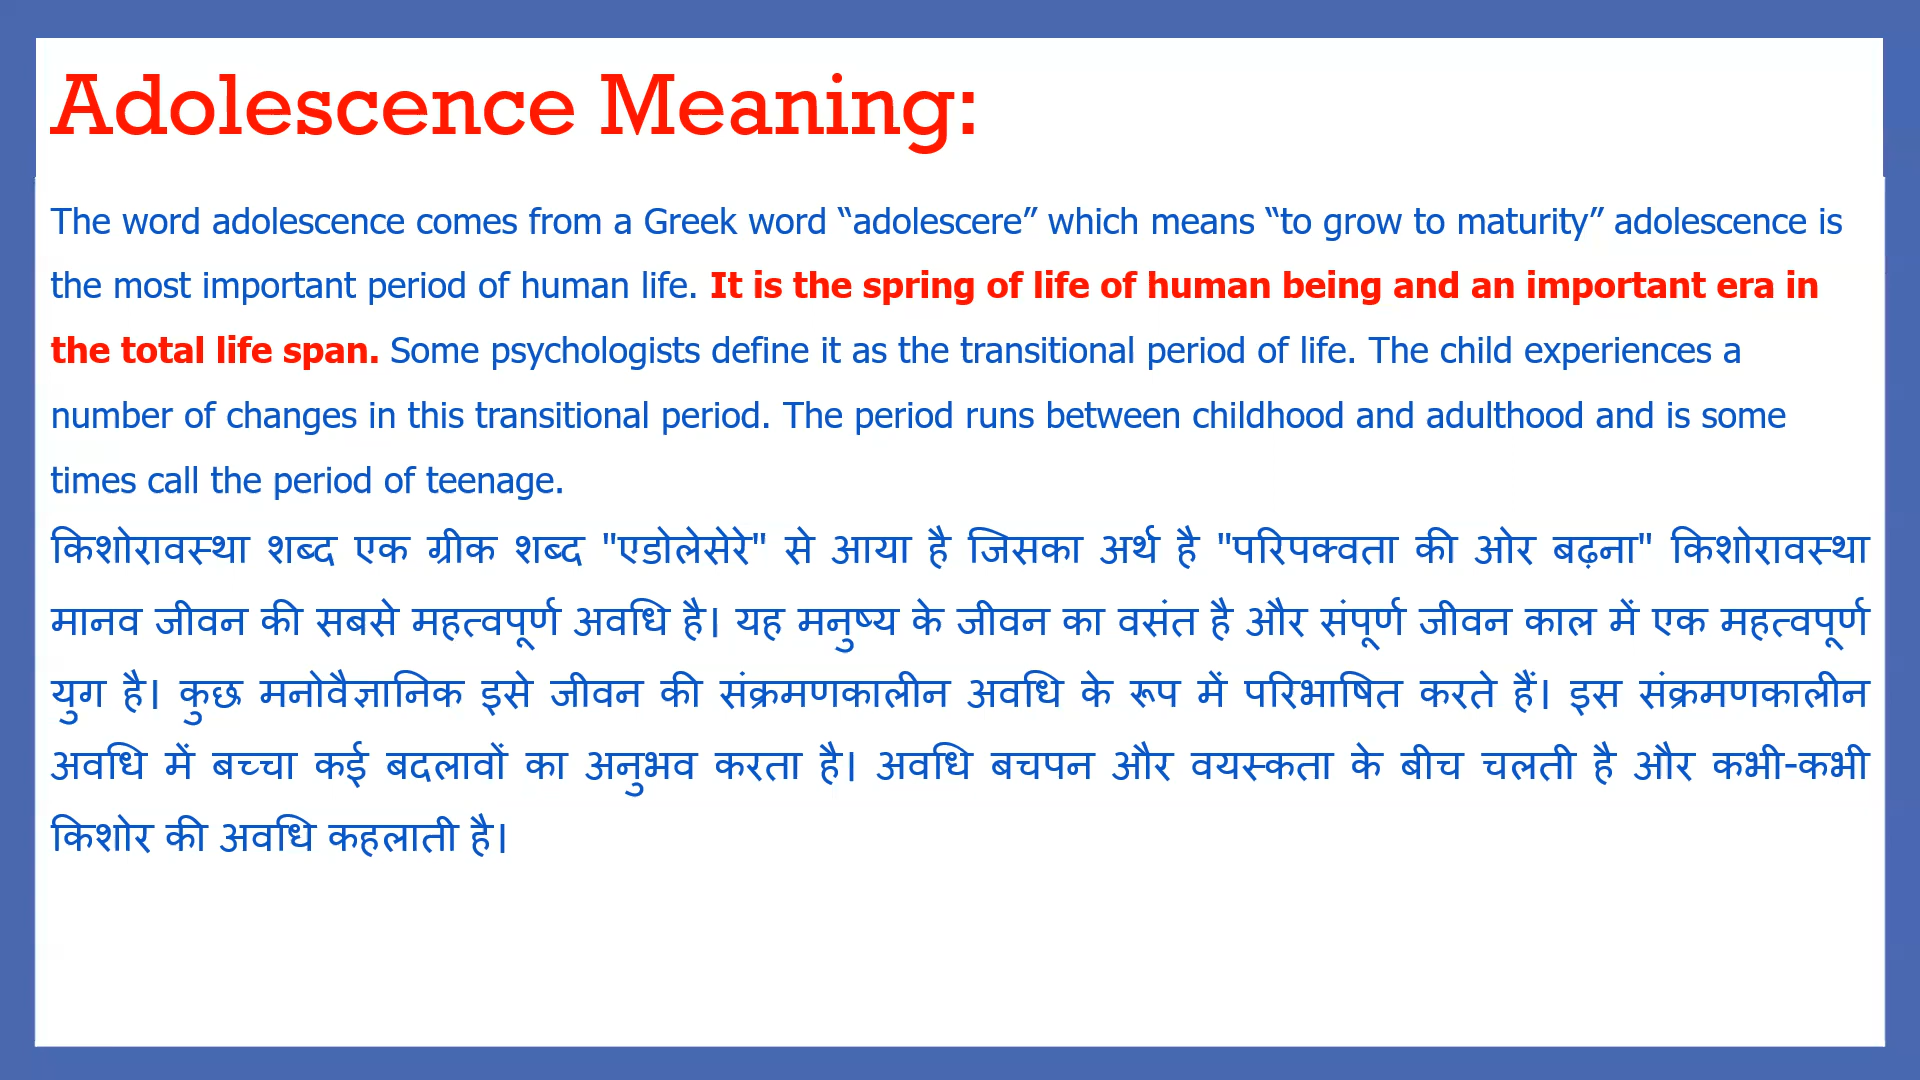 Adolescence Meaning:
The word adolescence comes from a Greek word “adolescere” which means “to grow to maturity” adolescence is
the most important period of human life. It is the spring of life of human being and an important era in
the total life span. Some psychologists define it as the transitional period of life. The child experiences a
number of changes in this transitional period. The period runs between childhood and adulthood and is some
times call the period of teenage.
किशोरावस्था शब्द एक ग्रीक शब्द "एडोलेसेरे" से आया है जिसका अर्थ है "परिपक्वता की ओर बढ़ना" किशोरावस्था
मानव जीवन की सबसे महत्वपूर्ण अवधि है। यह मनुष्य के जीवन का वसंत है और संपूर्ण जीवन काल में एक महत्वपूर्ण
युग है। कुछ मनोवैज्ञानिक इसे जीवन की संक्रमणकालीन अवधि के रूप में परिभाषित करते हैं। इस संक्रमणकालीन
अवधि में बच्चा कई बदलावों का अनुभव करता है। अवधि बचपन और वयस्कता के बीच चलती है और कभी-कभी
किशोर की अवधि कहलाती है।